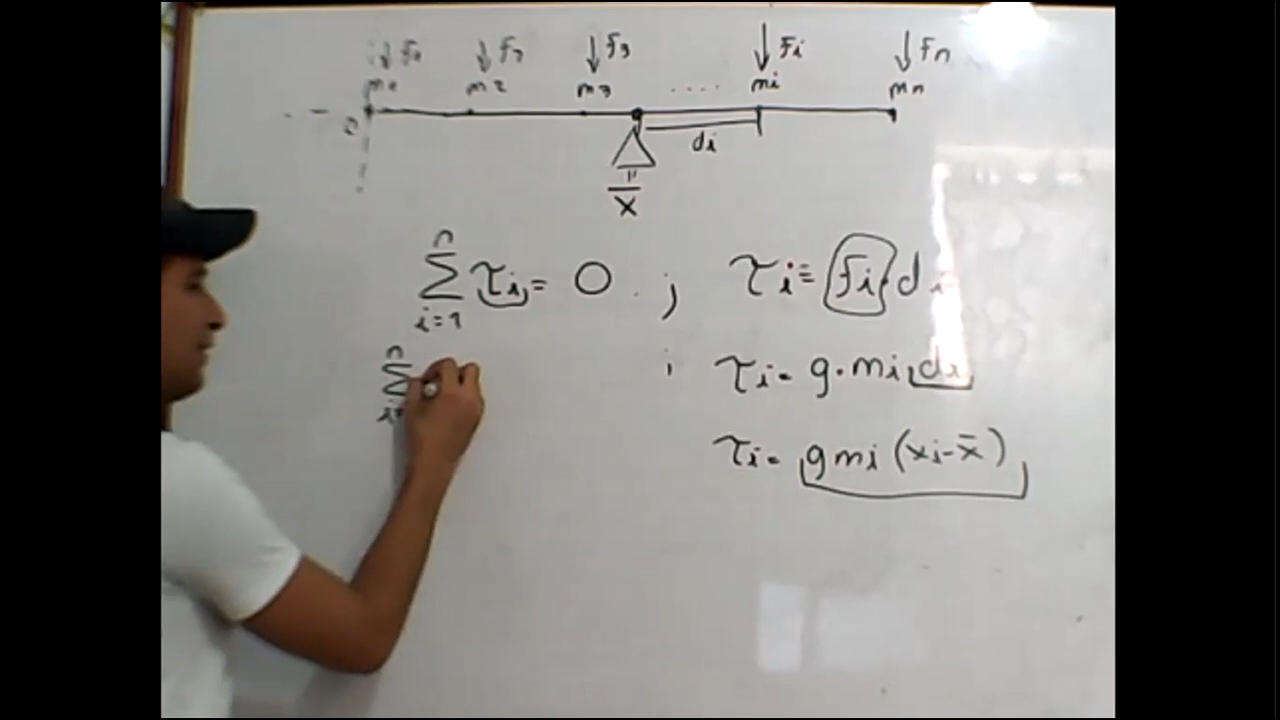 ↓f1 ↓f2 ↓f3 ↓fi ↓fn
m1 m2 m3 .... mi mn
0 di
=
x̄
n
∑ τi = 0 ; τi = fi·di
i=1
n
∑ ; τi = g·mi di
i=
τi = gmi(xi-x̄)